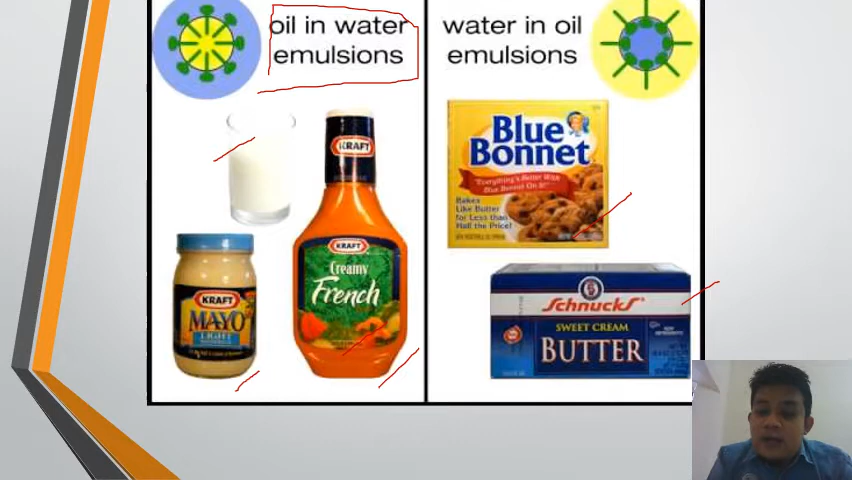 oil in water
emulsions
water in oil
emulsions
KRAFT
KRAFT
Creamy
French
KRAFT
MAYO
LIGHT
Blue
Bonnet
"Everything's Better With
Blue Bonnet On It!"
Bakes
Like Butter
for Less than
Half the Price!
Schnucks
SWEET CREAM
BUTTER